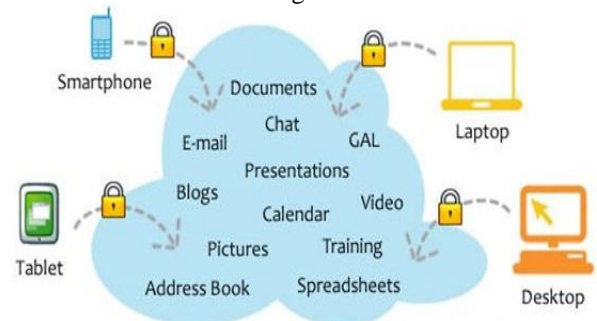 Smartphone
Documents
Chat
E-mail
GAL
Laptop
Presentations
Blogs
Calendar
Video
Tablet
Pictures
Training
Address Book
Spreadsheets
Desktop